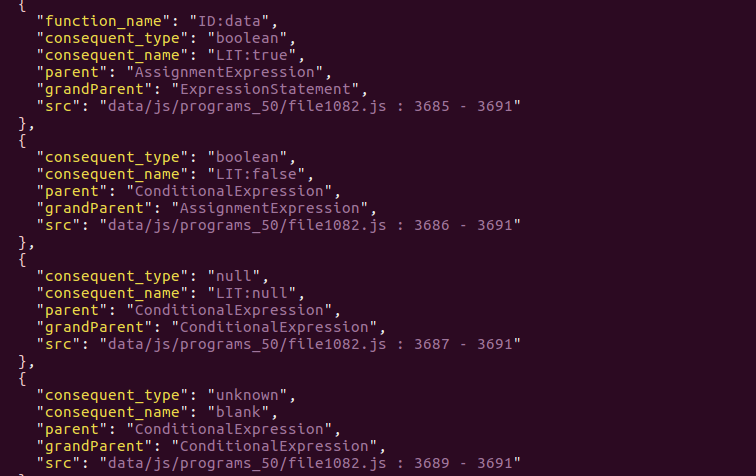 {
"function_name": "ID:data",
"consequent_type": "boolean",
"consequent_name": "LIT:true",
"parent": "AssignmentExpression",
"grandParent": "ExpressionStatement",
"src": "data/js/programs_50/file1082.js : 3685 - 3691"
},
{
"consequent_type": "boolean",
"consequent_name": "LIT:false",
"parent": "ConditionalExpression",
"grandParent": "AssignmentExpression",
"src": "data/js/programs_50/file1082.js : 3686 - 3691"
},
{
"consequent_type": "null",
"consequent_name": "LIT:null",
"parent": "ConditionalExpression",
"grandParent": "ConditionalExpression",
"src": "data/js/programs_50/file1082.js : 3687 - 3691"
},
{
"consequent_type": "unknown",
"consequent_name": "blank",
"parent": "ConditionalExpression",
"grandParent": "ConditionalExpression",
"src": "data/js/programs_50/file1082.js : 3689 - 3691"